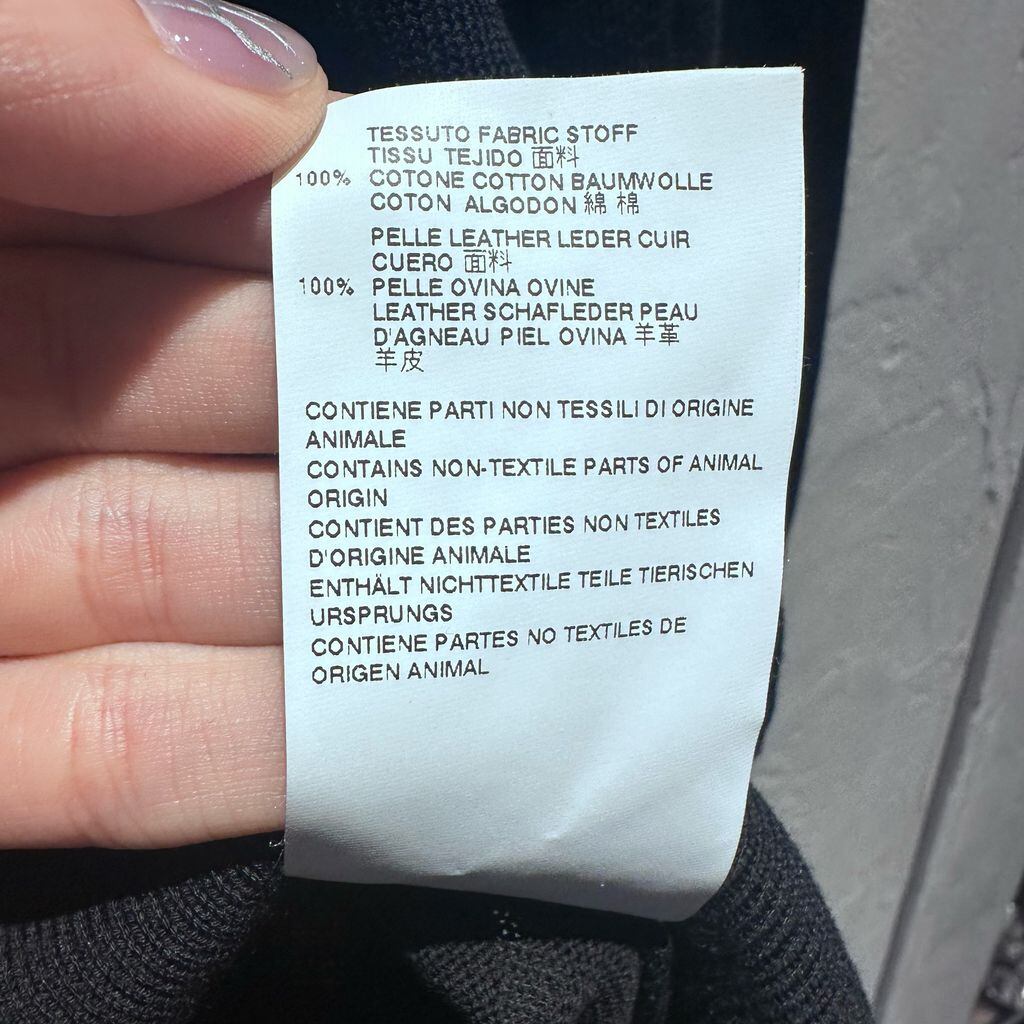 TESSUTO FABRIC STOFF
TISSU TEJIDO 面料
100% COTONE COTTON BAUMWOLLE
COTON ALGODON 綿 棉
PELLE LEATHER LEDER CUIR
CUERO 面料
100% PELLE OVINA OVINE
LEATHER SCHAFLEDER PEAU
D'AGNEAU PIEL OVINA 羊革
羊皮
CONTIENE PARTI NON TESSILI DI ORIGINE
ANIMALE
CONTAINS NON-TEXTILE PARTS OF ANIMAL
ORIGIN
CONTIENT DES PARTIES NON TEXTILES
D'ORIGINE ANIMALE
ENTHÄLT NICHTTEXTILE TEILE TIERISCHEN
URSPRUNGS
CONTIENE PARTES NO TEXTILES DE
ORIGEN ANIMAL